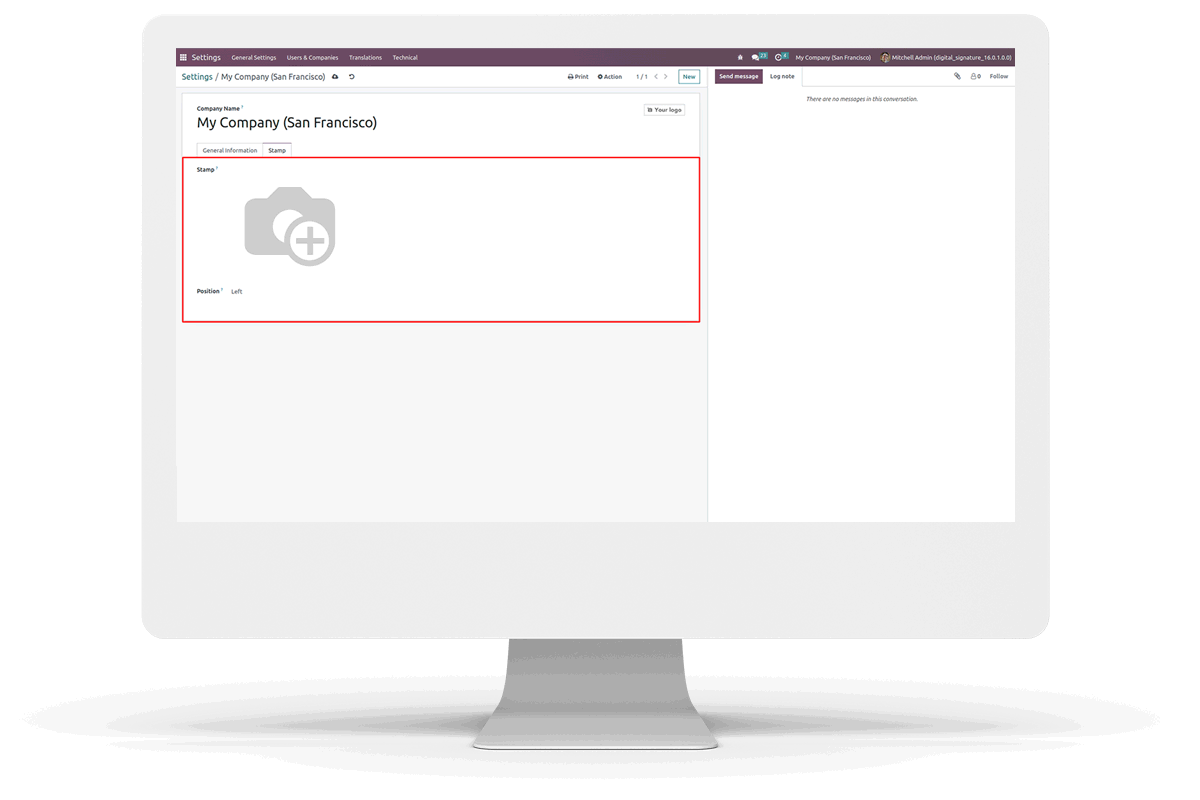 Settings General Settings Users & Companies Translations Technical My Company (San Francisco) Mitchell Admin (digital_signature_16.0.1.0.0)
Settings / My Company (San Francisco) Print Action 1 / 1 New Send message Log note 0 Follow
There are no messages in this conversation.
Company Name ?
Your logo
My Company (San Francisco)
General Information Stamp
Stamp ?
Position ? Left